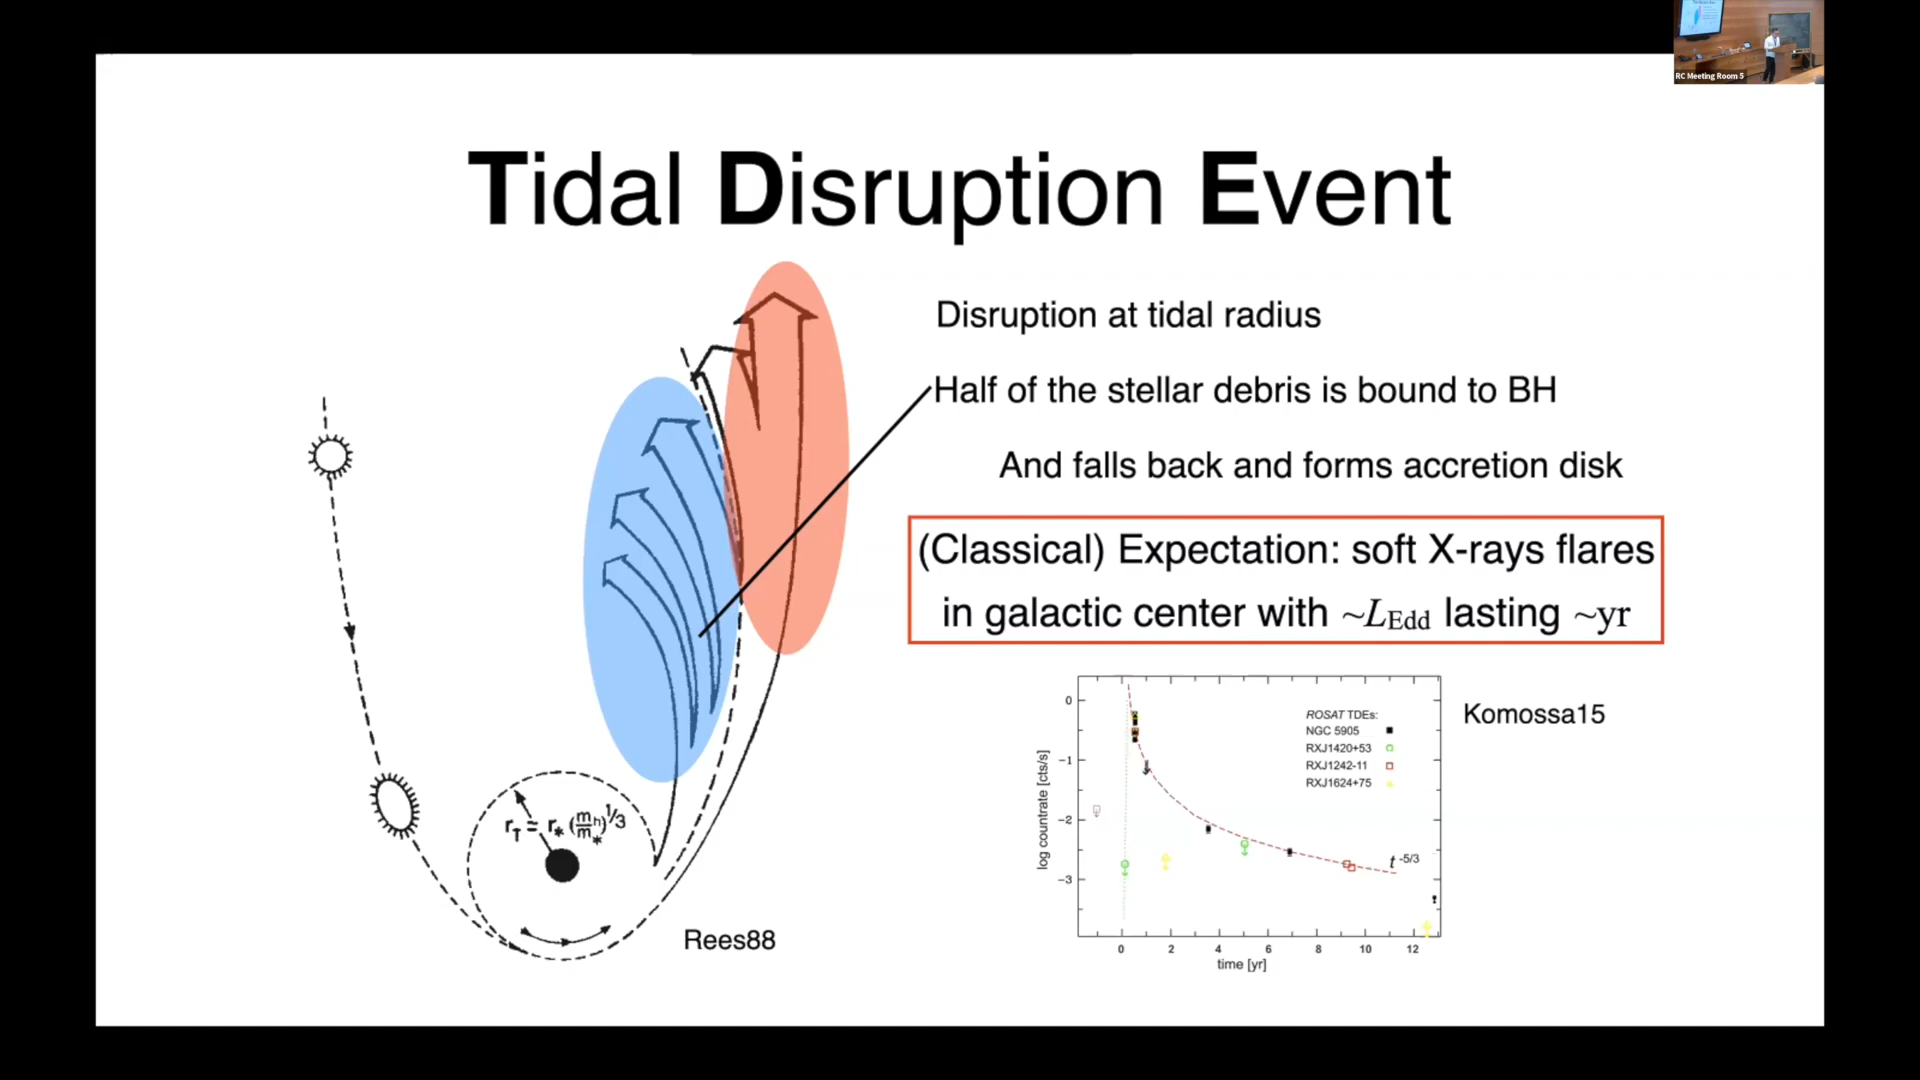 RC Meeting Room 5
Tidal Disruption Event
Disruption at tidal radius
Half of the stellar debris is bound to BH
And falls back and forms accretion disk
(Classical) Expectation: soft X-rays flares
in galactic center with ~L_Edd lasting ~yr
r_T ≃ r_* (m_h/m_*)^1/3
Rees88
Komossa15
ROSAT TDEs:
NGC 5905
RXJ1420+53
RXJ1242-11
RXJ1624+75
t^-5/3
log countrate [cts/s]
0
−1
−2
−3
0 2 4 6 8 10 12
time [yr]